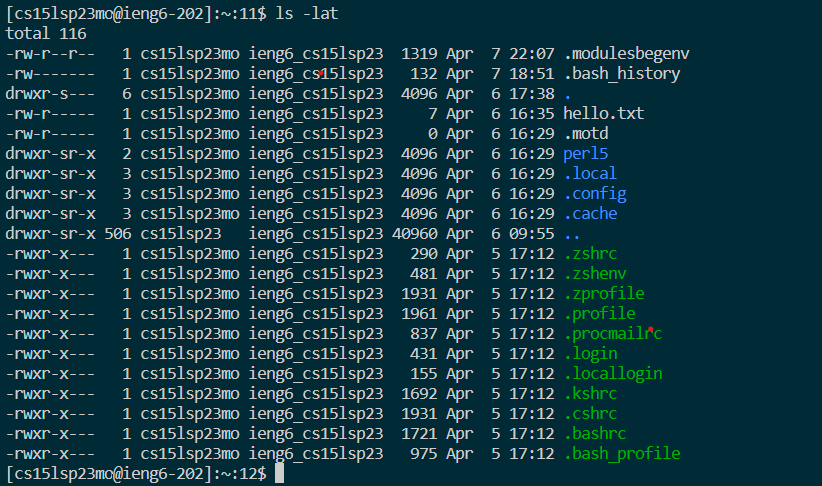 [cs15lsp23mo@ieng6-202]:~:11$ ls -lat
total 116
-rw-r--r--   1 cs15lsp23mo ieng6_cs15lsp23  1319 Apr  7 22:07 .modulesbegenv
-rw-------   1 cs15lsp23mo ieng6_cs15lsp23   132 Apr  7 18:51 .bash_history
drwxr-s---   6 cs15lsp23mo ieng6_cs15lsp23  4096 Apr  6 17:38 .
-rw-r-----   1 cs15lsp23mo ieng6_cs15lsp23     7 Apr  6 16:35 hello.txt
-rw-r-----   1 cs15lsp23mo ieng6_cs15lsp23     0 Apr  6 16:29 .motd
drwxr-sr-x   2 cs15lsp23mo ieng6_cs15lsp23  4096 Apr  6 16:29 perl5
drwxr-sr-x   3 cs15lsp23mo ieng6_cs15lsp23  4096 Apr  6 16:29 .local
drwxr-sr-x   3 cs15lsp23mo ieng6_cs15lsp23  4096 Apr  6 16:29 .config
drwxr-sr-x   3 cs15lsp23mo ieng6_cs15lsp23  4096 Apr  6 16:29 .cache
drwxr-sr-x 506 cs15lsp23   ieng6_cs15lsp23 40960 Apr  6 09:55 ..
-rwxr-x---   1 cs15lsp23mo ieng6_cs15lsp23   290 Apr  5 17:12 .zshrc
-rwxr-x---   1 cs15lsp23mo ieng6_cs15lsp23   481 Apr  5 17:12 .zshenv
-rwxr-x---   1 cs15lsp23mo ieng6_cs15lsp23  1931 Apr  5 17:12 .zprofile
-rwxr-x---   1 cs15lsp23mo ieng6_cs15lsp23  1961 Apr  5 17:12 .profile
-rwxr-x---   1 cs15lsp23mo ieng6_cs15lsp23   837 Apr  5 17:12 .procmailrc
-rwxr-x---   1 cs15lsp23mo ieng6_cs15lsp23   431 Apr  5 17:12 .login
-rwxr-x---   1 cs15lsp23mo ieng6_cs15lsp23   155 Apr  5 17:12 .locallogin
-rwxr-x---   1 cs15lsp23mo ieng6_cs15lsp23  1692 Apr  5 17:12 .kshrc
-rwxr-x---   1 cs15lsp23mo ieng6_cs15lsp23  1931 Apr  5 17:12 .cshrc
-rwxr-x---   1 cs15lsp23mo ieng6_cs15lsp23  1721 Apr  5 17:12 .bashrc
-rwxr-x---   1 cs15lsp23mo ieng6_cs15lsp23   975 Apr  5 17:12 .bash_profile
[cs15lsp23mo@ieng6-202]:~:12$